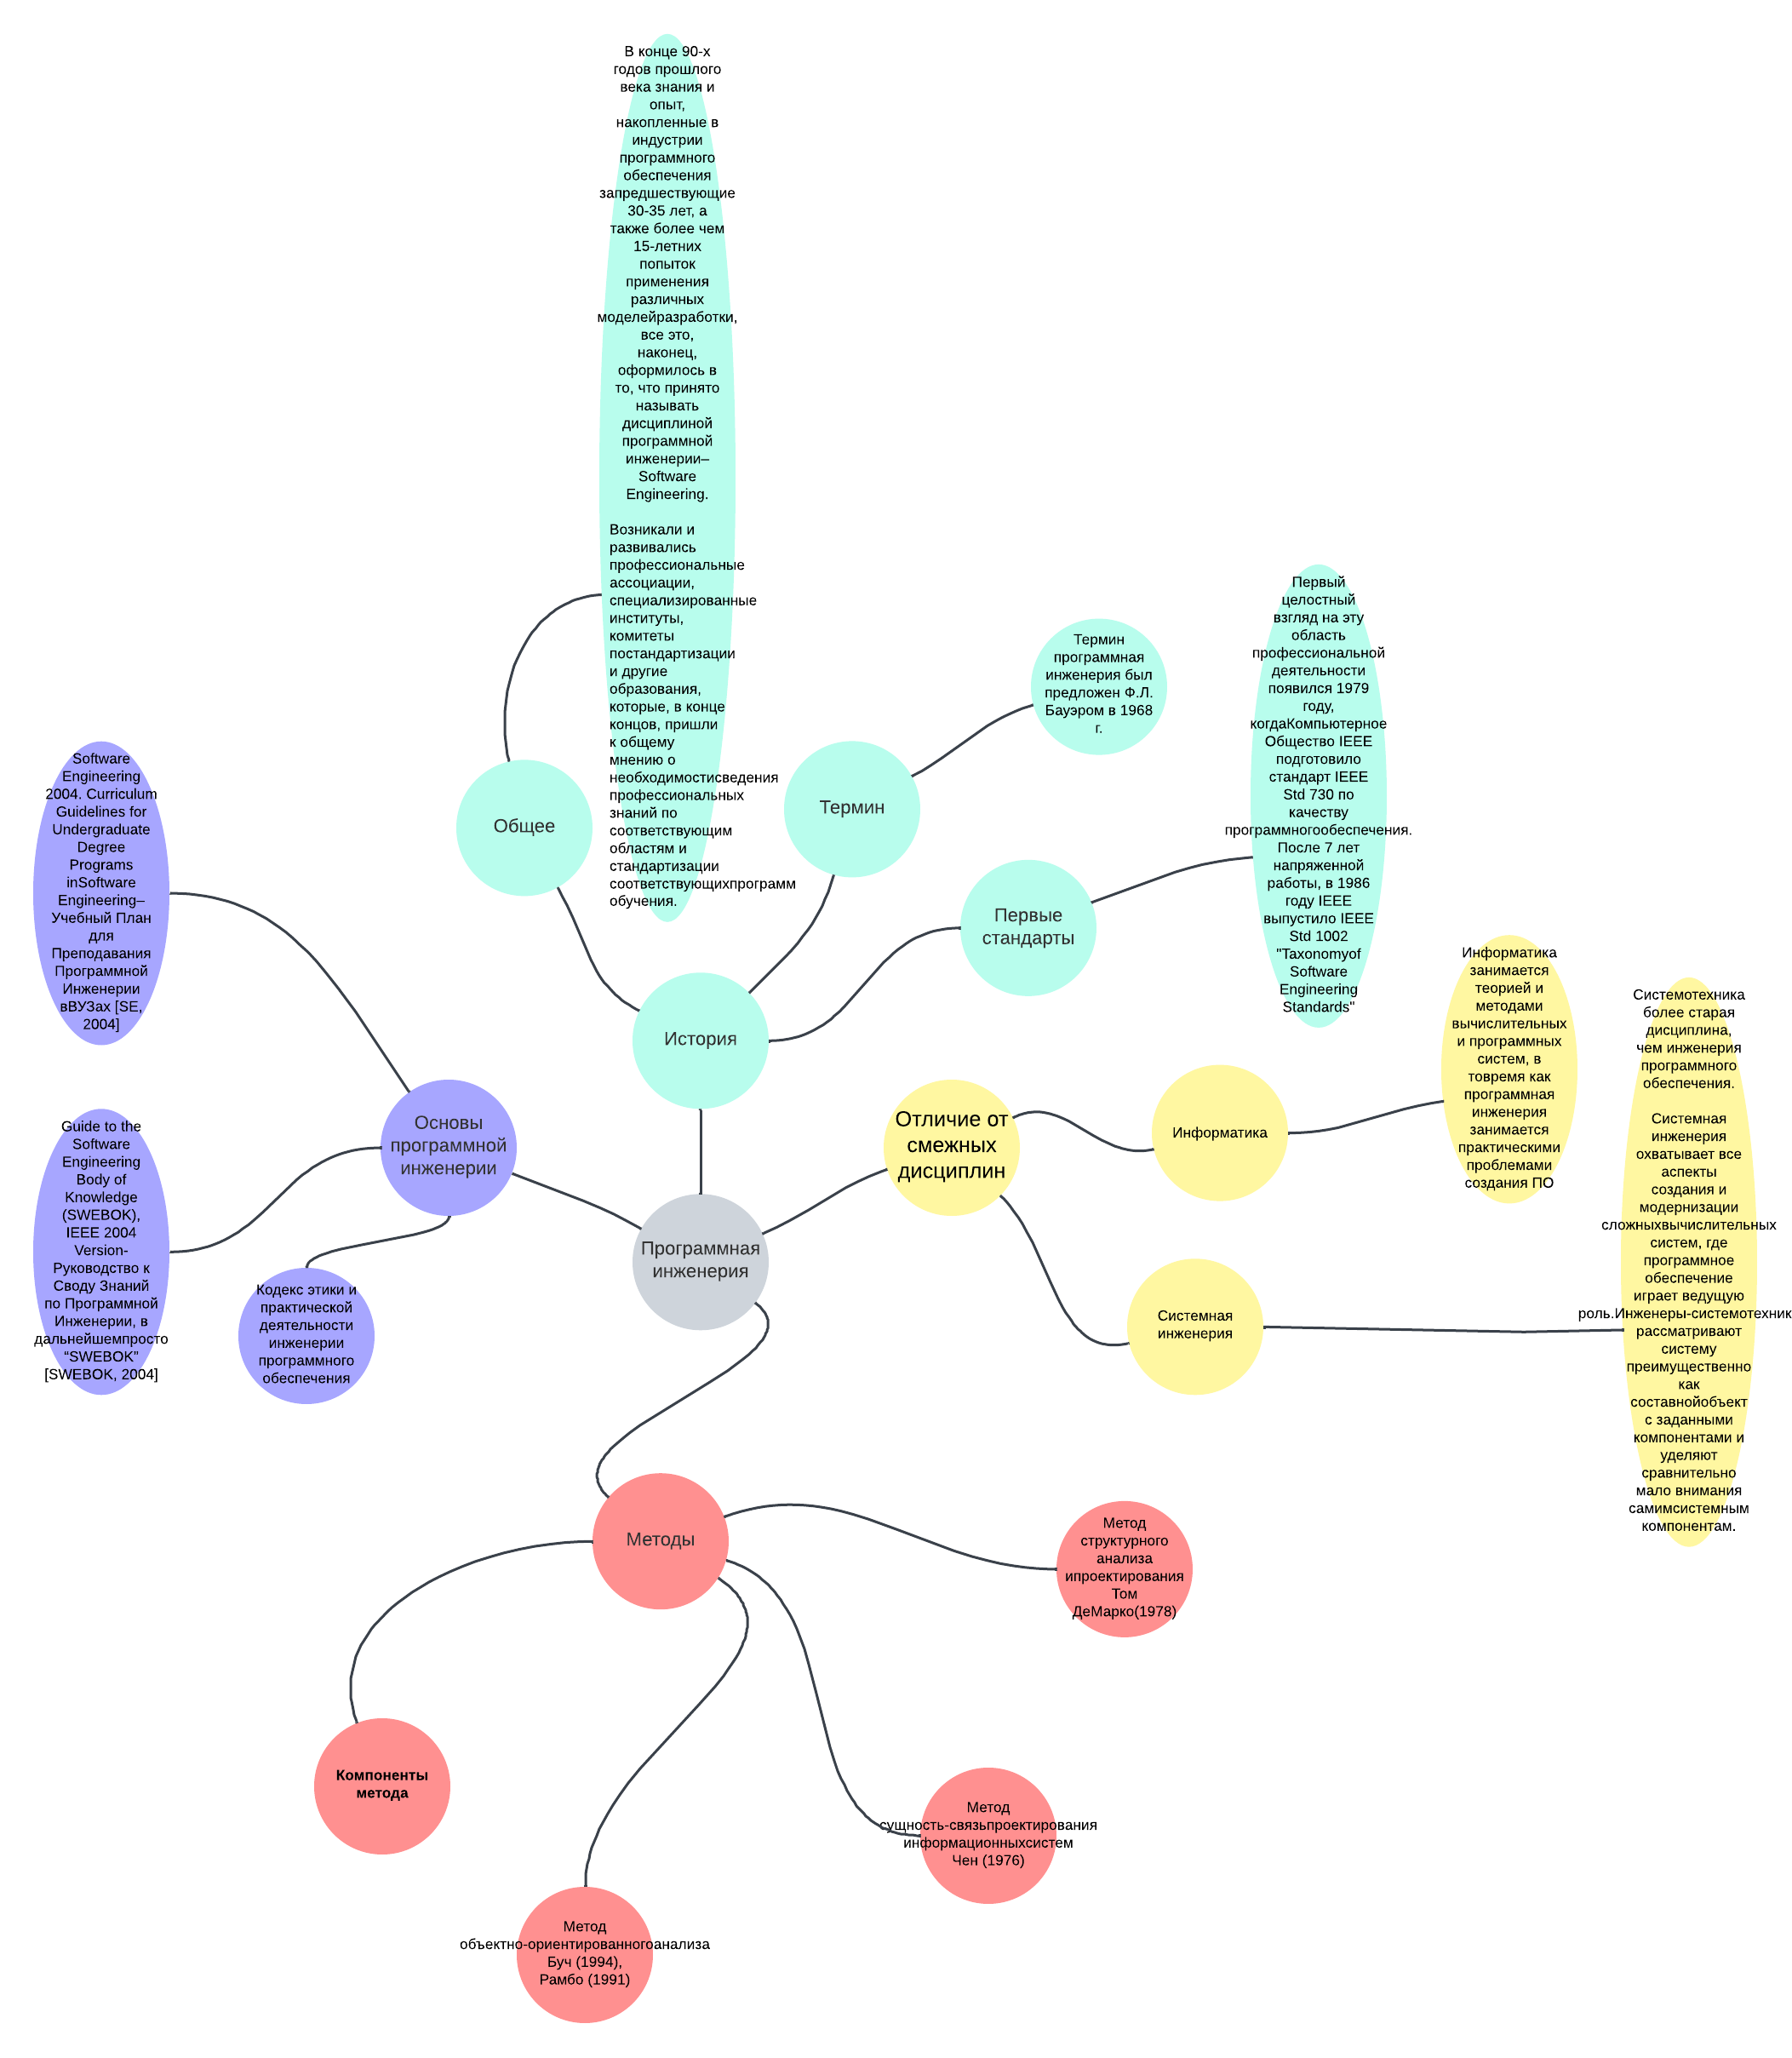 В конце 90-х
годов прошлого
века знания и
опыт,
накопленные в
индустрии
программного
обеспечения
запредшествующие
30-35 лет, а
также более чем
15-летних
попыток
применения
различных
моделейразработки,
все это,
наконец,
оформилось в
то, что принято
называть
дисциплиной
программной
инженерии–
Software
Engineering.
Возникали и
развивались
профессиональные
ассоциации,
специализированные
институты,
комитеты
постандартизации
и другие
образования,
которые, в конце
концов, пришли
к общему
мнению о
необходимостисведения
профессиональных
знаний по
соответствующим
областям и
стандартизации
соответствующихпрограмм
обучения.
Общее
Термин
программная
инженерия был
предложен Ф.Л.
Бауэром в 1968
г.
Термин
Первый
целостный
взгляд на эту
область
профессиональной
деятельности
появился 1979
году,
когдаКомпьютерное
Общество IEEE
подготовило
стандарт IEEE
Std 730 по
качеству
программногообеспечения.
После 7 лет
напряженной
работы, в 1986
году IEEE
выпустило IEEE
Std 1002
"Taxonomyof
Software
Engineering
Standards"
Первые
стандарты
История
Software
Engineering
2004. Curriculum
Guidelines for
Undergraduate
Degree
Programs
inSoftware
Engineering–
Учебный План
для
Преподавания
Программной
Инженерии
вВУЗах [SE,
2004]
Guide to the
Software
Engineering
Body of
Knowledge
(SWEBOK),
IEEE 2004
Version-
Руководство к
Своду Знаний
по Программной
Инженерии, в
дальнейшемпросто
“SWEBOK”
[SWEBOK, 2004]
Основы
программной
инженерии
Кодекс этики и
практической
деятельности
инженерии
программного
обеспечения
Программная
инженерия
Отличие от
смежных
дисциплин
Информатика
Информатика
занимается
теорией и
методами
вычислительных
и программных
систем, в
товремя как
программная
инженерия
занимается
практическими
проблемами
создания ПО
Системная
инженерия
Системотехника
более старая
дисциплина,
чем инженерия
программного
обеспечения.
Системная
инженерия
охватывает все
аспекты
создания и
модернизации
сложныхвычислительных
систем, где
программное
обеспечение
играет ведущую
роль.Инженеры-системотехник
рассматривают
систему
преимущественно
как
составнойобъект
с заданными
компонентами и
уделяют
сравнительно
мало внимания
самимсистемным
компонентам.
Методы
Метод
структурного
анализа
ипроектирования
Том
ДеМарко(1978)
Компоненты
метода
Метод
сущность-связьпроектирования
информационныхсистем
Чен (1976)
Метод
объектно-ориентированногоанализа
Буч (1994),
Рамбо (1991)